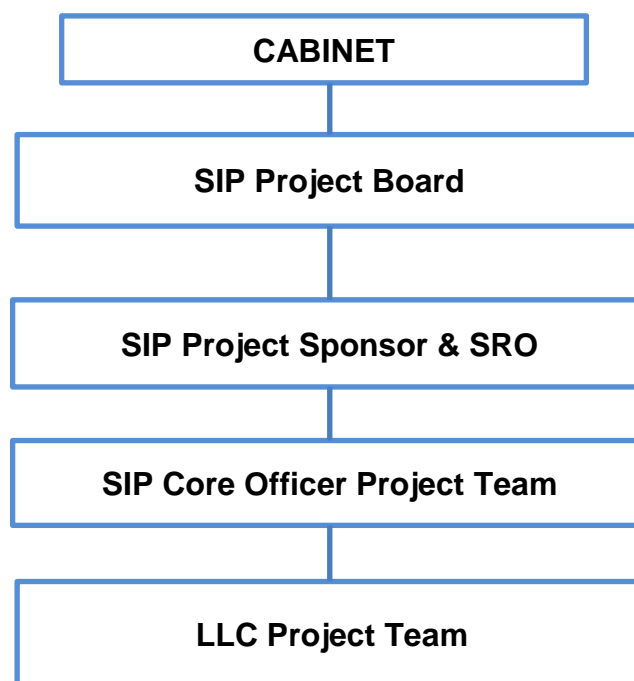 CABINET
SIP Project Board
SIP Project Sponsor & SRO
SIP Core Officer Project Team
LLC Project Team